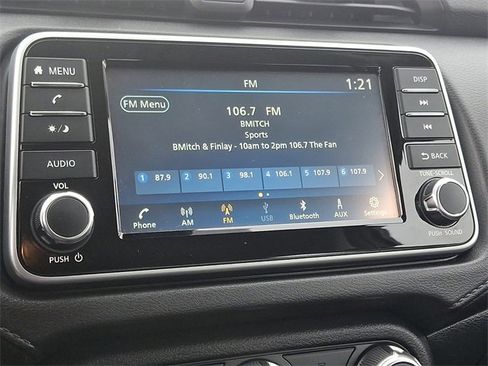 MENU
AUDIO
VOL
PUSH
FM
1:21
FM Menu
106.7 FM
BMITCH
Sports
BMitch & Finlay - 10am to 2pm 106.7 The Fan
1 87.9 2 90.1 3 98.1 4 106.1 5 107.9 6 107.9
Phone AM FM USB Bluetooth AUX Settings
DISP
BACK
TUNE·SCROLL
PUSH SOUND